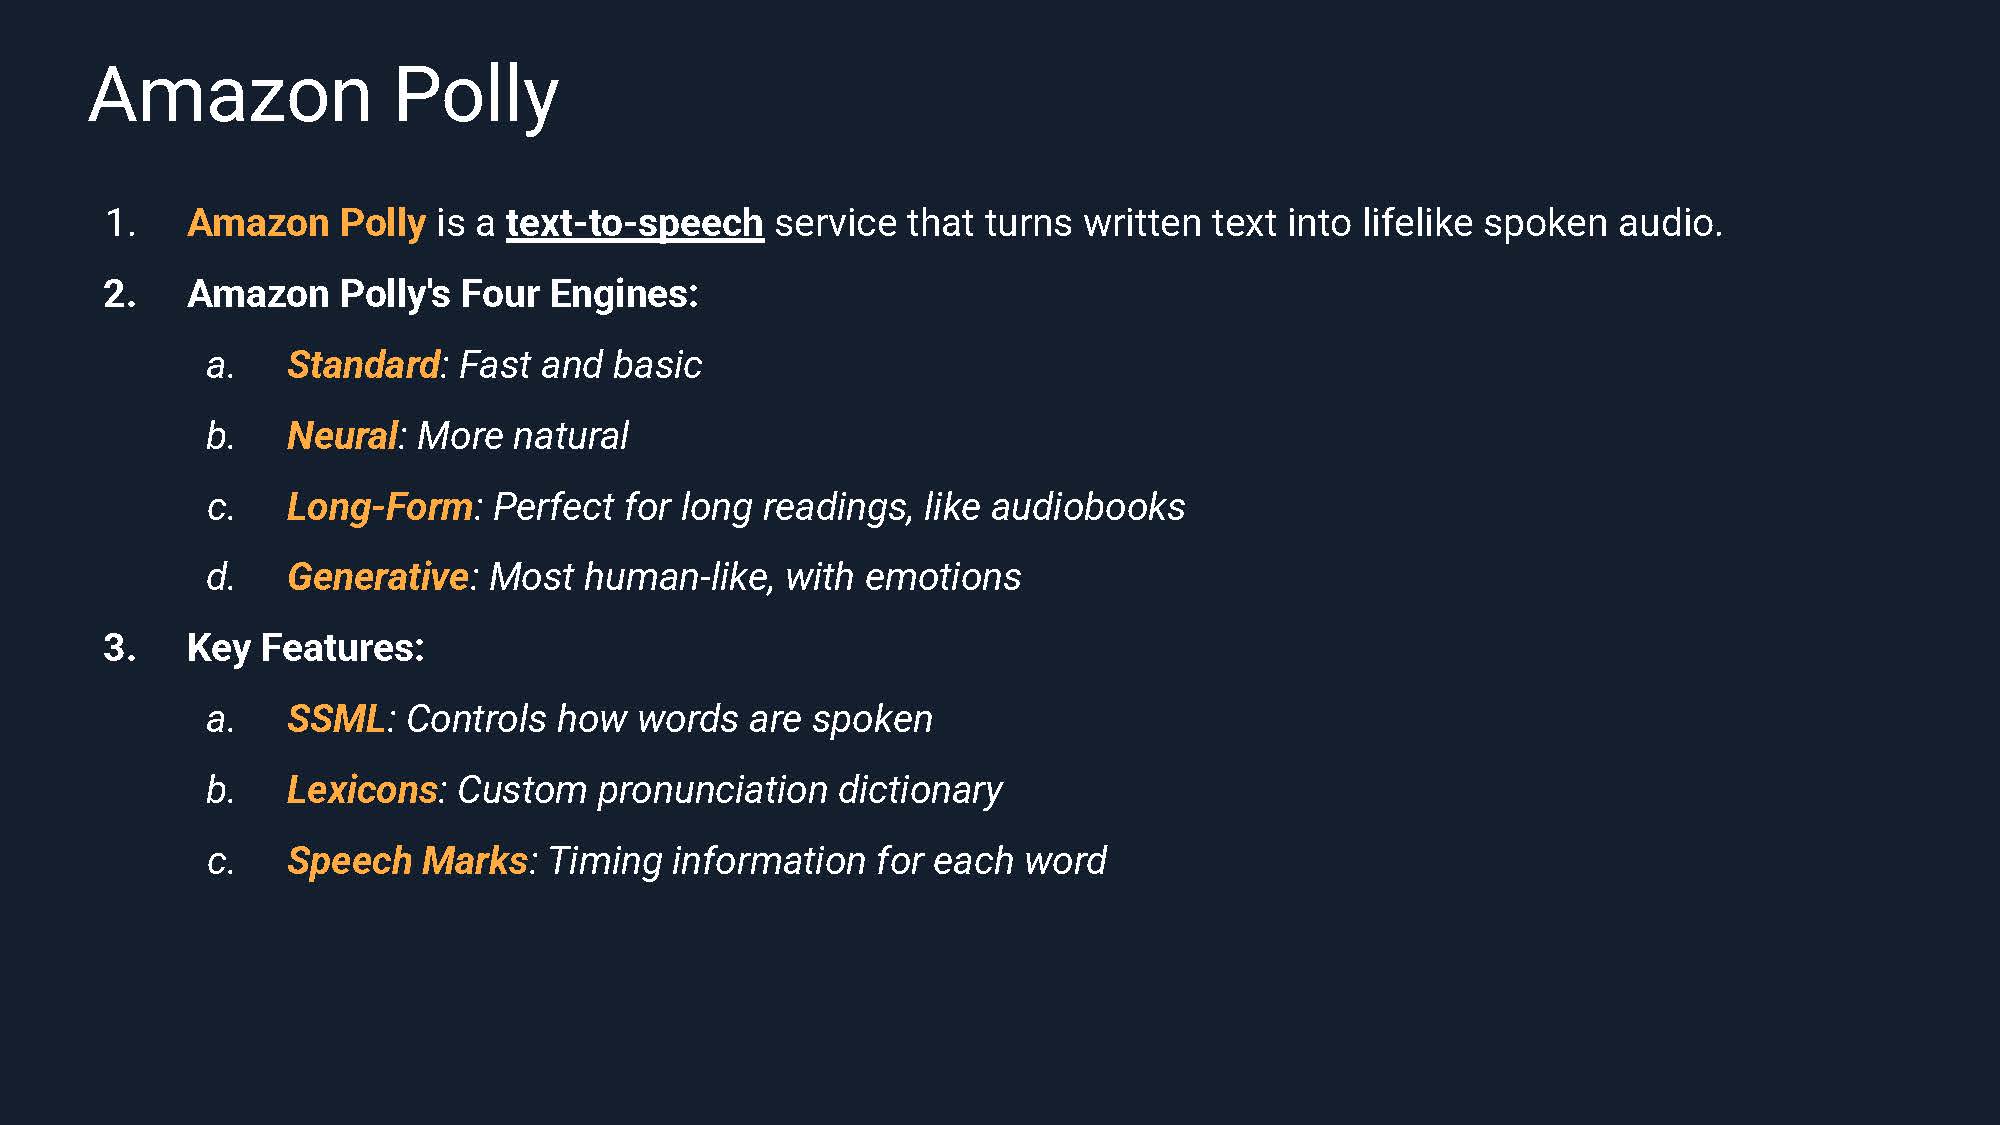 Amazon Polly
1. Amazon Polly is a text-to-speech service that turns written text into lifelike spoken audio.
2. Amazon Polly's Four Engines:
a. Standard: Fast and basic
b. Neural: More natural
c. Long-Form: Perfect for long readings, like audiobooks
d. Generative: Most human-like, with emotions
3. Key Features:
a. SSML: Controls how words are spoken
b. Lexicons: Custom pronunciation dictionary
c. Speech Marks: Timing information for each word